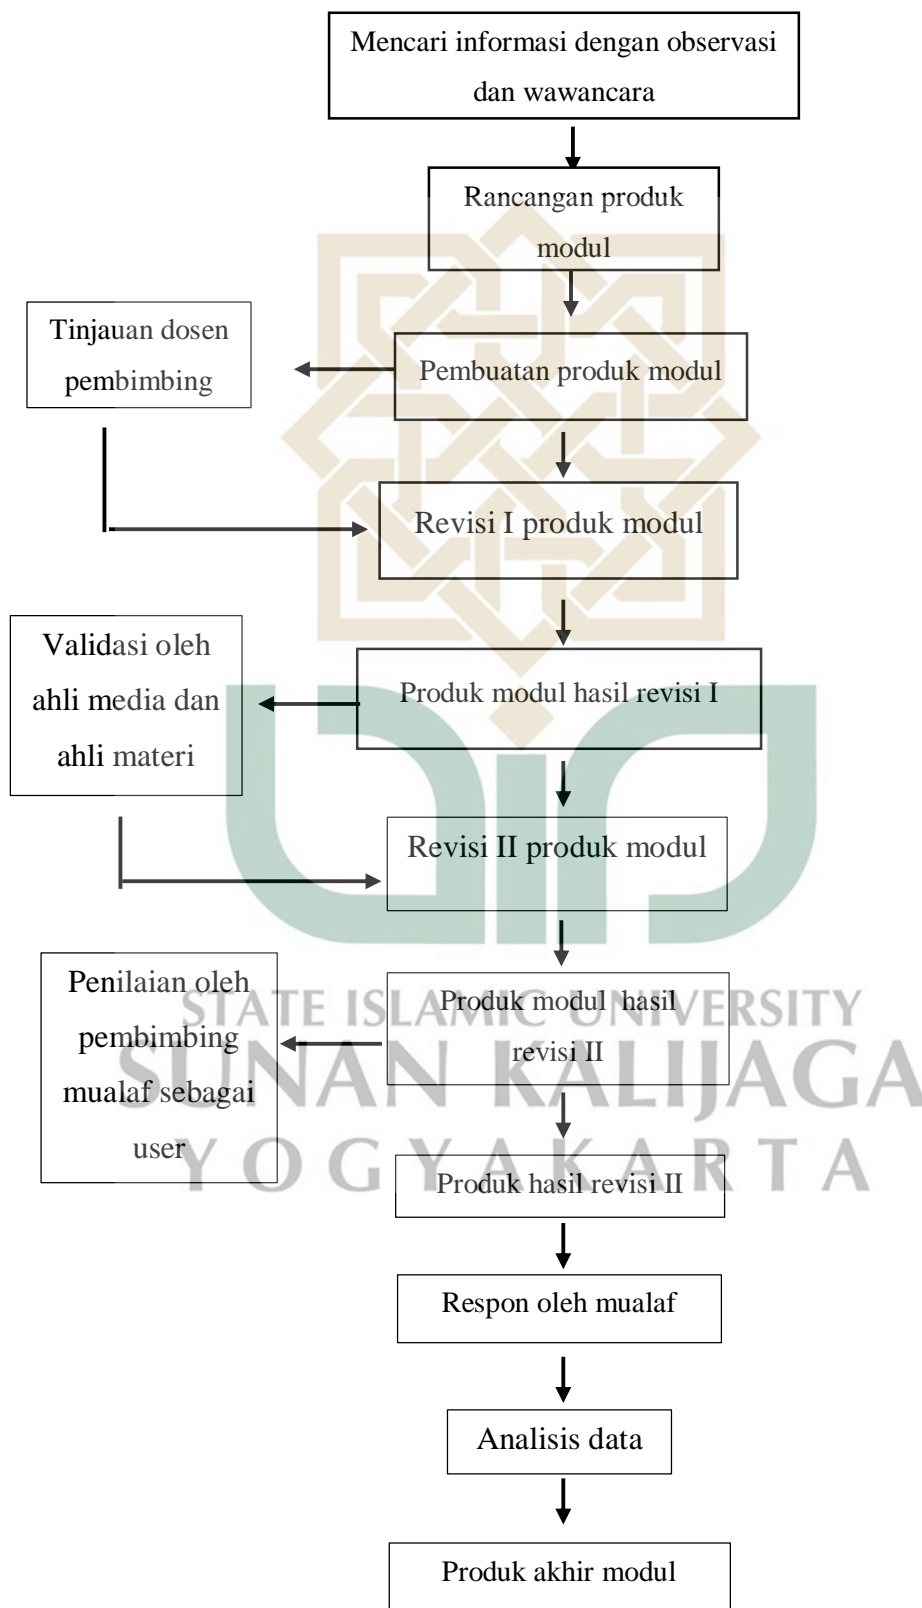 Mencari informasi dengan observasi
dan wawancara
Rancangan produk
modul
Tinjauan dosen
pembimbing
Pembuatan produk modul
Revisi I produk modul
Validasi oleh
ahli media dan
ahli materi
Produk modul hasil revisi I
Revisi II produk modul
Penilaian oleh
pembimbing
mualaf sebagai
user
Produk modul hasil
revisi II
STATE ISLAMIC UNIVERSITY
SUNAN KALIJAGA
YOGYAKARTA
Produk hasil revisi II
Respon oleh mualaf
Analisis data
Produk akhir modul